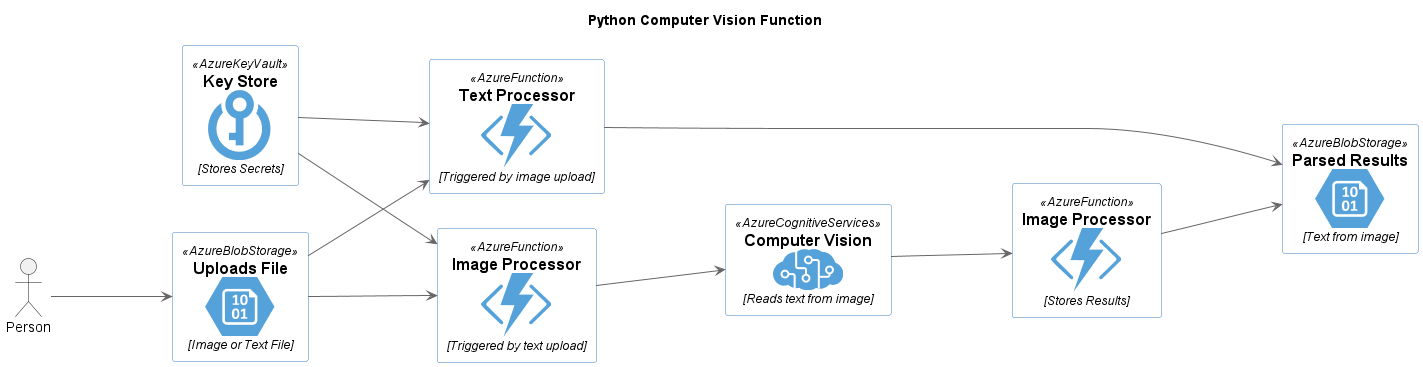 Python Computer Vision Function
«AzureKeyVault»
Key Store
[Stores Secrets]
«AzureFunction»
Text Processor
[Triggered by image upload]
«AzureBlobStorage»
Parsed Results
10
01
[Text from image]
«AzureFunction»
Image Processor
[Stores Results]
«AzureCognitiveServices»
Computer Vision
[Reads text from image]
«AzureFunction»
Image Processor
[Triggered by text upload]
«AzureBlobStorage»
Uploads File
10
01
[Image or Text File]
Person